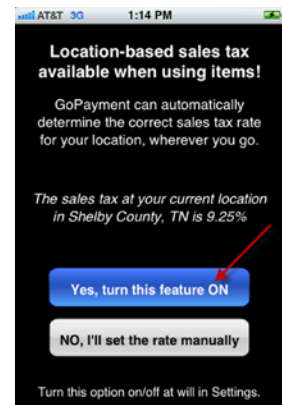 AT&T 3G 1:14 PM
Location-based sales tax
available when using items!
GoPayment can automatically
determine the correct sales tax rate
for your location, wherever you go.
The sales tax at your current location
in Shelby County, TN is 9.25%
Yes, turn this feature ON
NO, I'll set the rate manually
Turn this option on/off at will in Settings.